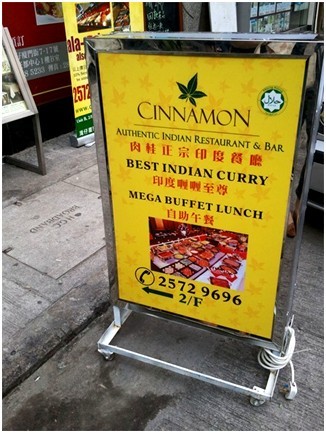 CINNAMON
AUTHENTIC INDIAN RESTAURANT & BAR
肉桂正宗印度餐廳
BEST INDIAN CURRY
印度喱喱至尊
MEGA BUFFET LUNCH
自助午餐
2572 9696
2/F